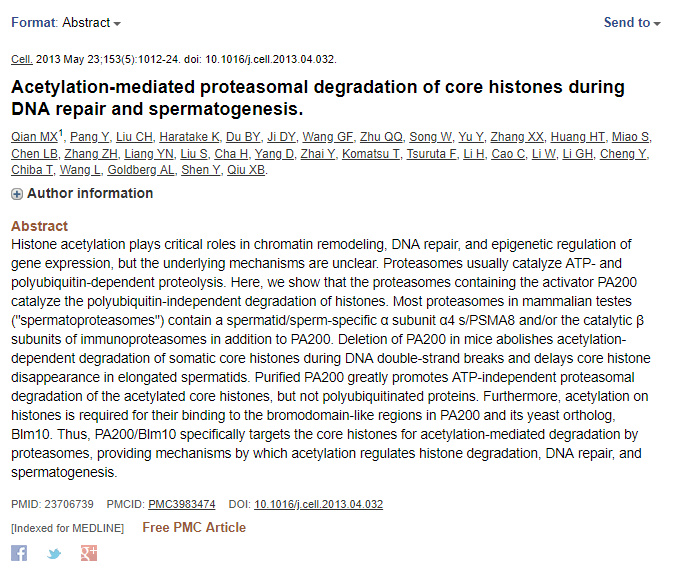 Format: Abstract
Send to
Cell. 2013 May 23;153(5):1012-24. doi: 10.1016/j.cell.2013.04.032.
Acetylation-mediated proteasomal degradation of core histones during
DNA repair and spermatogenesis.
Qian MX1, Pang Y, Liu CH, Haratake K, Du BY, Ji DY, Wang GF, Zhu QQ, Song W, Yu Y, Zhang XX, Huang HT, Miao S,
Chen LB, Zhang ZH, Liang YN, Liu S, Cha H, Yang D, Zhai Y, Komatsu T, Tsuruta F, Li H, Cao C, Li W, Li GH, Cheng Y,
Chiba T, Wang L, Goldberg AL, Shen Y, Qiu XB.
Author information
Abstract
Histone acetylation plays critical roles in chromatin remodeling, DNA repair, and epigenetic regulation of
gene expression, but the underlying mechanisms are unclear. Proteasomes usually catalyze ATP- and
polyubiquitin-dependent proteolysis. Here, we show that the proteasomes containing the activator PA200
catalyze the polyubiquitin-independent degradation of histones. Most proteasomes in mammalian testes
("spermatoproteasomes") contain a spermatid/sperm-specific α subunit α4 s/PSMA8 and/or the catalytic β
subunits of immunoproteasomes in addition to PA200. Deletion of PA200 in mice abolishes acetylation-
dependent degradation of somatic core histones during DNA double-strand breaks and delays core histone
disappearance in elongated spermatids. Purified PA200 greatly promotes ATP-independent proteasomal
degradation of the acetylated core histones, but not polyubiquitinated proteins. Furthermore, acetylation on
histones is required for their binding to the bromodomain-like regions in PA200 and its yeast ortholog,
Blm10. Thus, PA200/Blm10 specifically targets the core histones for acetylation-mediated degradation by
proteasomes, providing mechanisms by which acetylation regulates histone degradation, DNA repair, and
spermatogenesis.
PMID: 23706739 PMCID: PMC3983474 DOI: 10.1016/j.cell.2013.04.032
[Indexed for MEDLINE] Free PMC Article